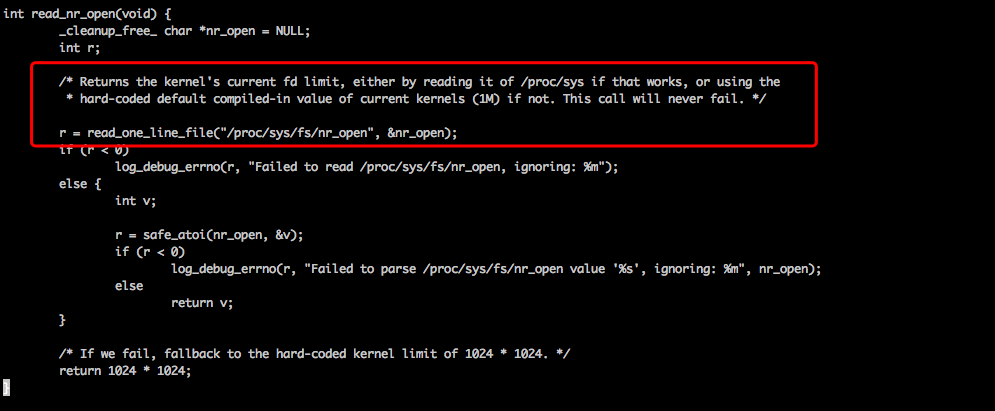 int read_nr_open(void) {
_cleanup_free_ char *nr_open = NULL;
int r;
/* Returns the kernel's current fd limit, either by reading it of /proc/sys if that works, or using the
* hard-coded default compiled-in value of current kernels (1M) if not. This call will never fail. */
r = read_one_line_file("/proc/sys/fs/nr_open", &nr_open);
if (r < 0)
log_debug_errno(r, "Failed to read /proc/sys/fs/nr_open, ignoring: %m");
else {
int v;
r = safe_atoi(nr_open, &v);
if (r < 0)
log_debug_errno(r, "Failed to parse /proc/sys/fs/nr_open value '%s', ignoring: %m", nr_open);
else
return v;
}
/* If we fail, fallback to the hard-coded kernel limit of 1024 * 1024. */
return 1024 * 1024;
}